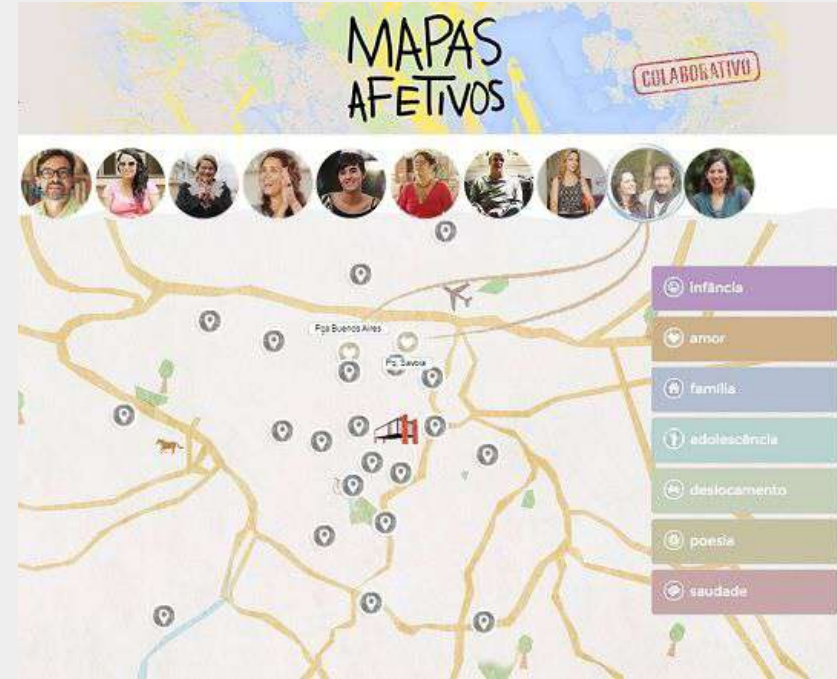 MAPAS
AFETIVOS
COLABORATIVO
Pça Buenos Aires
Pç. Savoia
infância
amor
família
adolescência
deslocamento
poesia
saudade